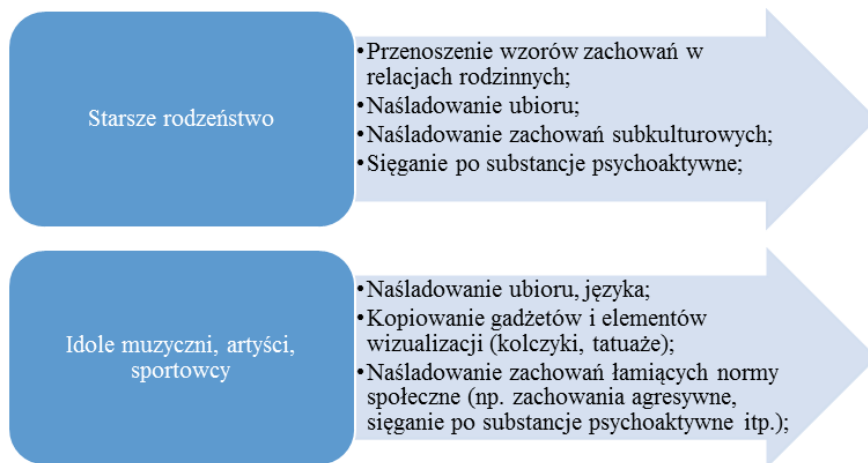 Starsze rodzeństwo
•Przenoszenie wzorów zachowań w
relacjach rodzinnych;
•Naśladowanie ubioru;
•Naśladowanie zachowań subkulturowych;
•Sięganie po substancje psychoaktywne;
Idole muzyczni, artyści,
sportowcy
•Naśladowanie ubioru, języka;
•Kopiowanie gadżetów i elementów
wizualizacji (kolczyki, tatuaże);
•Naśladowanie zachowań łamiących normy
społeczne (np. zachowania agresywne,
sięganie po substancje psychoaktywne itp.);